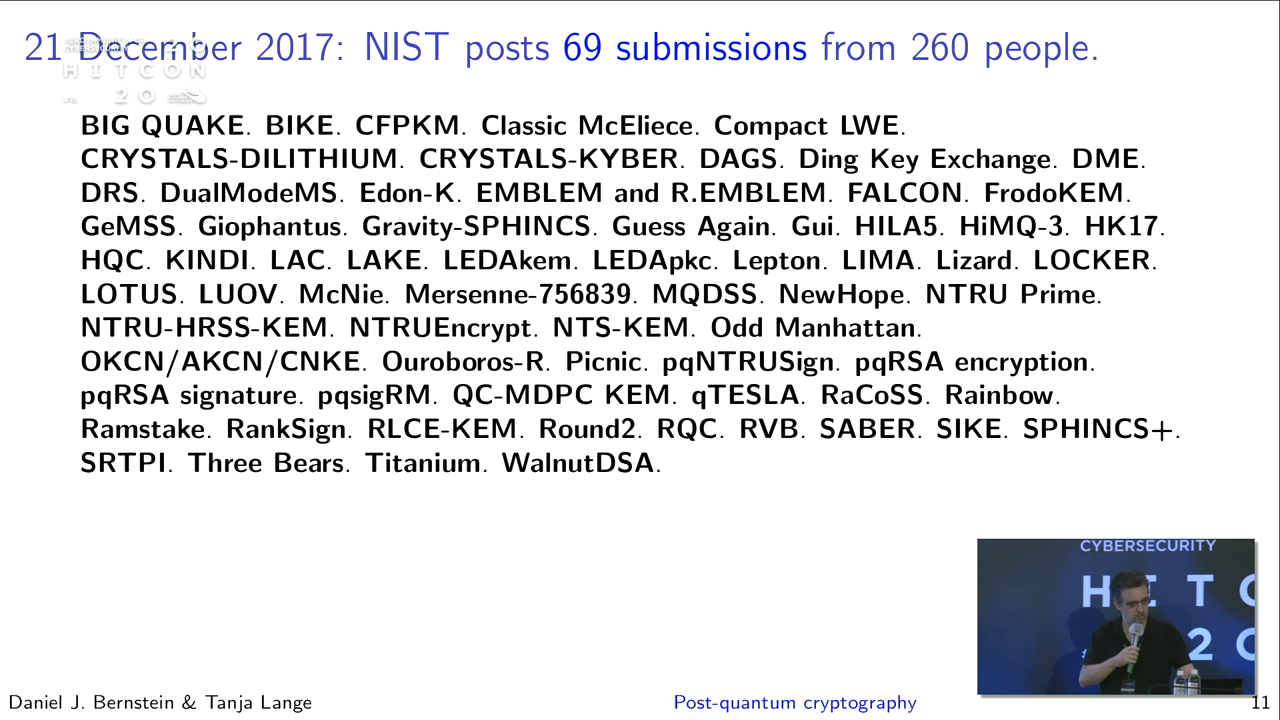 21 December 2017: NIST posts 69 submissions from 260 people.
HITCON
20
BIG QUAKE. BIKE. CFPKM. Classic McEliece. Compact LWE.
CRYSTALS-DILITHIUM. CRYSTALS-KYBER. DAGS. Ding Key Exchange. DME.
DRS. DualModeMS. Edon-K. EMBLEM and R.EMBLEM. FALCON. FrodoKEM.
GeMSS. Giophantus. Gravity-SPHINCS. Guess Again. Gui. HILA5. HiMQ-3. HK17.
HQC. KINDI. LAC. LAKE. LEDAkem. LEDApkc. Lepton. LIMA. Lizard. LOCKER.
LOTUS. LUOV. McNie. Mersenne-756839. MQDSS. NewHope. NTRU Prime.
NTRU-HRSS-KEM. NTRUEncrypt. NTS-KEM. Odd Manhattan.
OKCN/AKCN/CNKE. Ouroboros-R. Picnic. pqNTRUSign. pqRSA encryption.
pqRSA signature. pqsigRM. QC-MDPC KEM. qTESLA. RaCoSS. Rainbow.
Ramstake. RankSign. RLCE-KEM. Round2. RQC. RVB. SABER. SIKE. SPHINCS+.
SRTPI. Three Bears. Titanium. WalnutDSA.
CYBERSECURITY
H I T C
2 0
Daniel J. Bernstein & Tanja Lange
Post-quantum cryptography
11